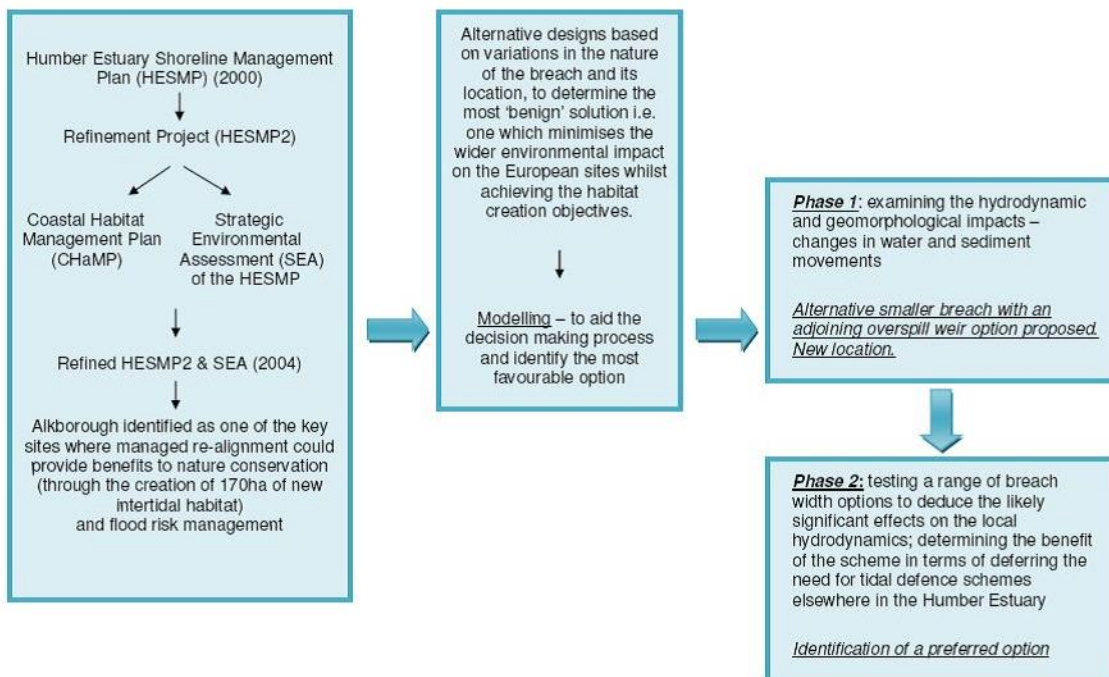 Humber Estuary Shoreline Management
Plan (HESMP) (2000)
Refinement Project (HESMP2)
Coastal Habitat
Management Plan
(CHaMP)
Strategic
Environmental
Assessment (SEA)
of the HESMP
Refined HESMP2 & SEA (2004)
Alkborough identified as one of the key
sites where managed re-alignment could
provide benefits to nature conservation
(through the creation of 170ha of new
intertidal habitat)
and flood risk management
Alternative designs based
on variations in the nature
of the breach and its
location, to determine the
most ‘benign’ solution i.e.
one which minimises the
wider environmental impact
on the European sites whilst
achieving the habitat
creation objectives.
Modelling – to aid the
decision making process
and identify the most
favourable option
Phase 1: examining the hydrodynamic
and geomorphological impacts –
changes in water and sediment
movements
Alternative smaller breach with an
adjoining overspill weir option proposed.
New location.
Phase 2: testing a range of breach
width options to deduce the likely
significant effects on the local
hydrodynamics; determining the benefit
of the scheme in terms of deferring the
need for tidal defence schemes
elsewhere in the Humber Estuary
Identification of a preferred option